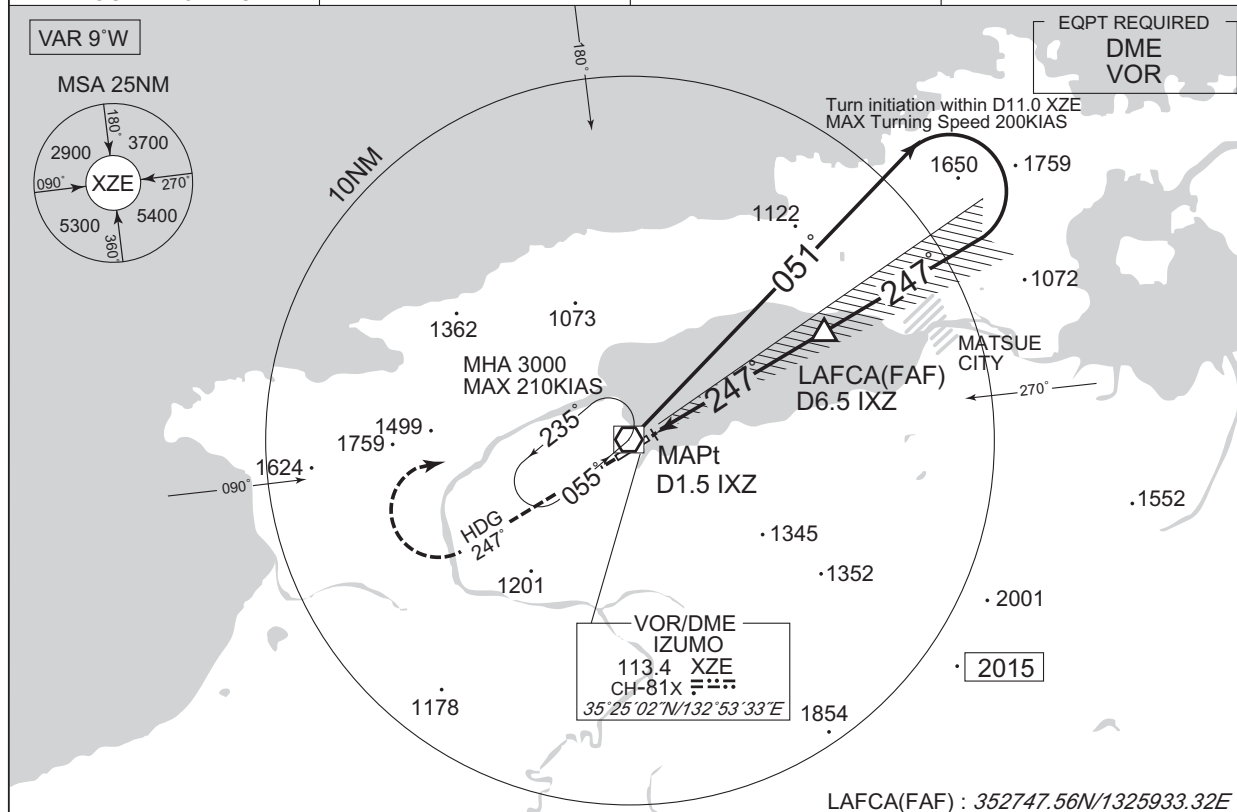 VAR 9°W
MSA 25NM
180°
2900
3700
090°
XZE
270°
5300
5400
360°
EQPT REQUIRED
DME
VOR
180°
10NM
Turn initiation within D11.0 XZE
MAX Turning Speed 200KIAS
1650
1759
1122
051°
247°
1072
1362
1073
MHA 3000
MAX 210KIAS
MATSUE
CITY
LAFCA(FAF)
D6.5 IXZ
247°
270°
1499
1759
1624
235°
MAPt
D1.5 IXZ
090°
055°
HDG
247°
1552
1345
1352
1201
2001
VOR/DME
IZUMO
113.4 XZE
CH-81X
35°25′02″N/132°53′33″E
2015
1178
1854
LAFCA(FAF) : 352747.56N/1325933.32E